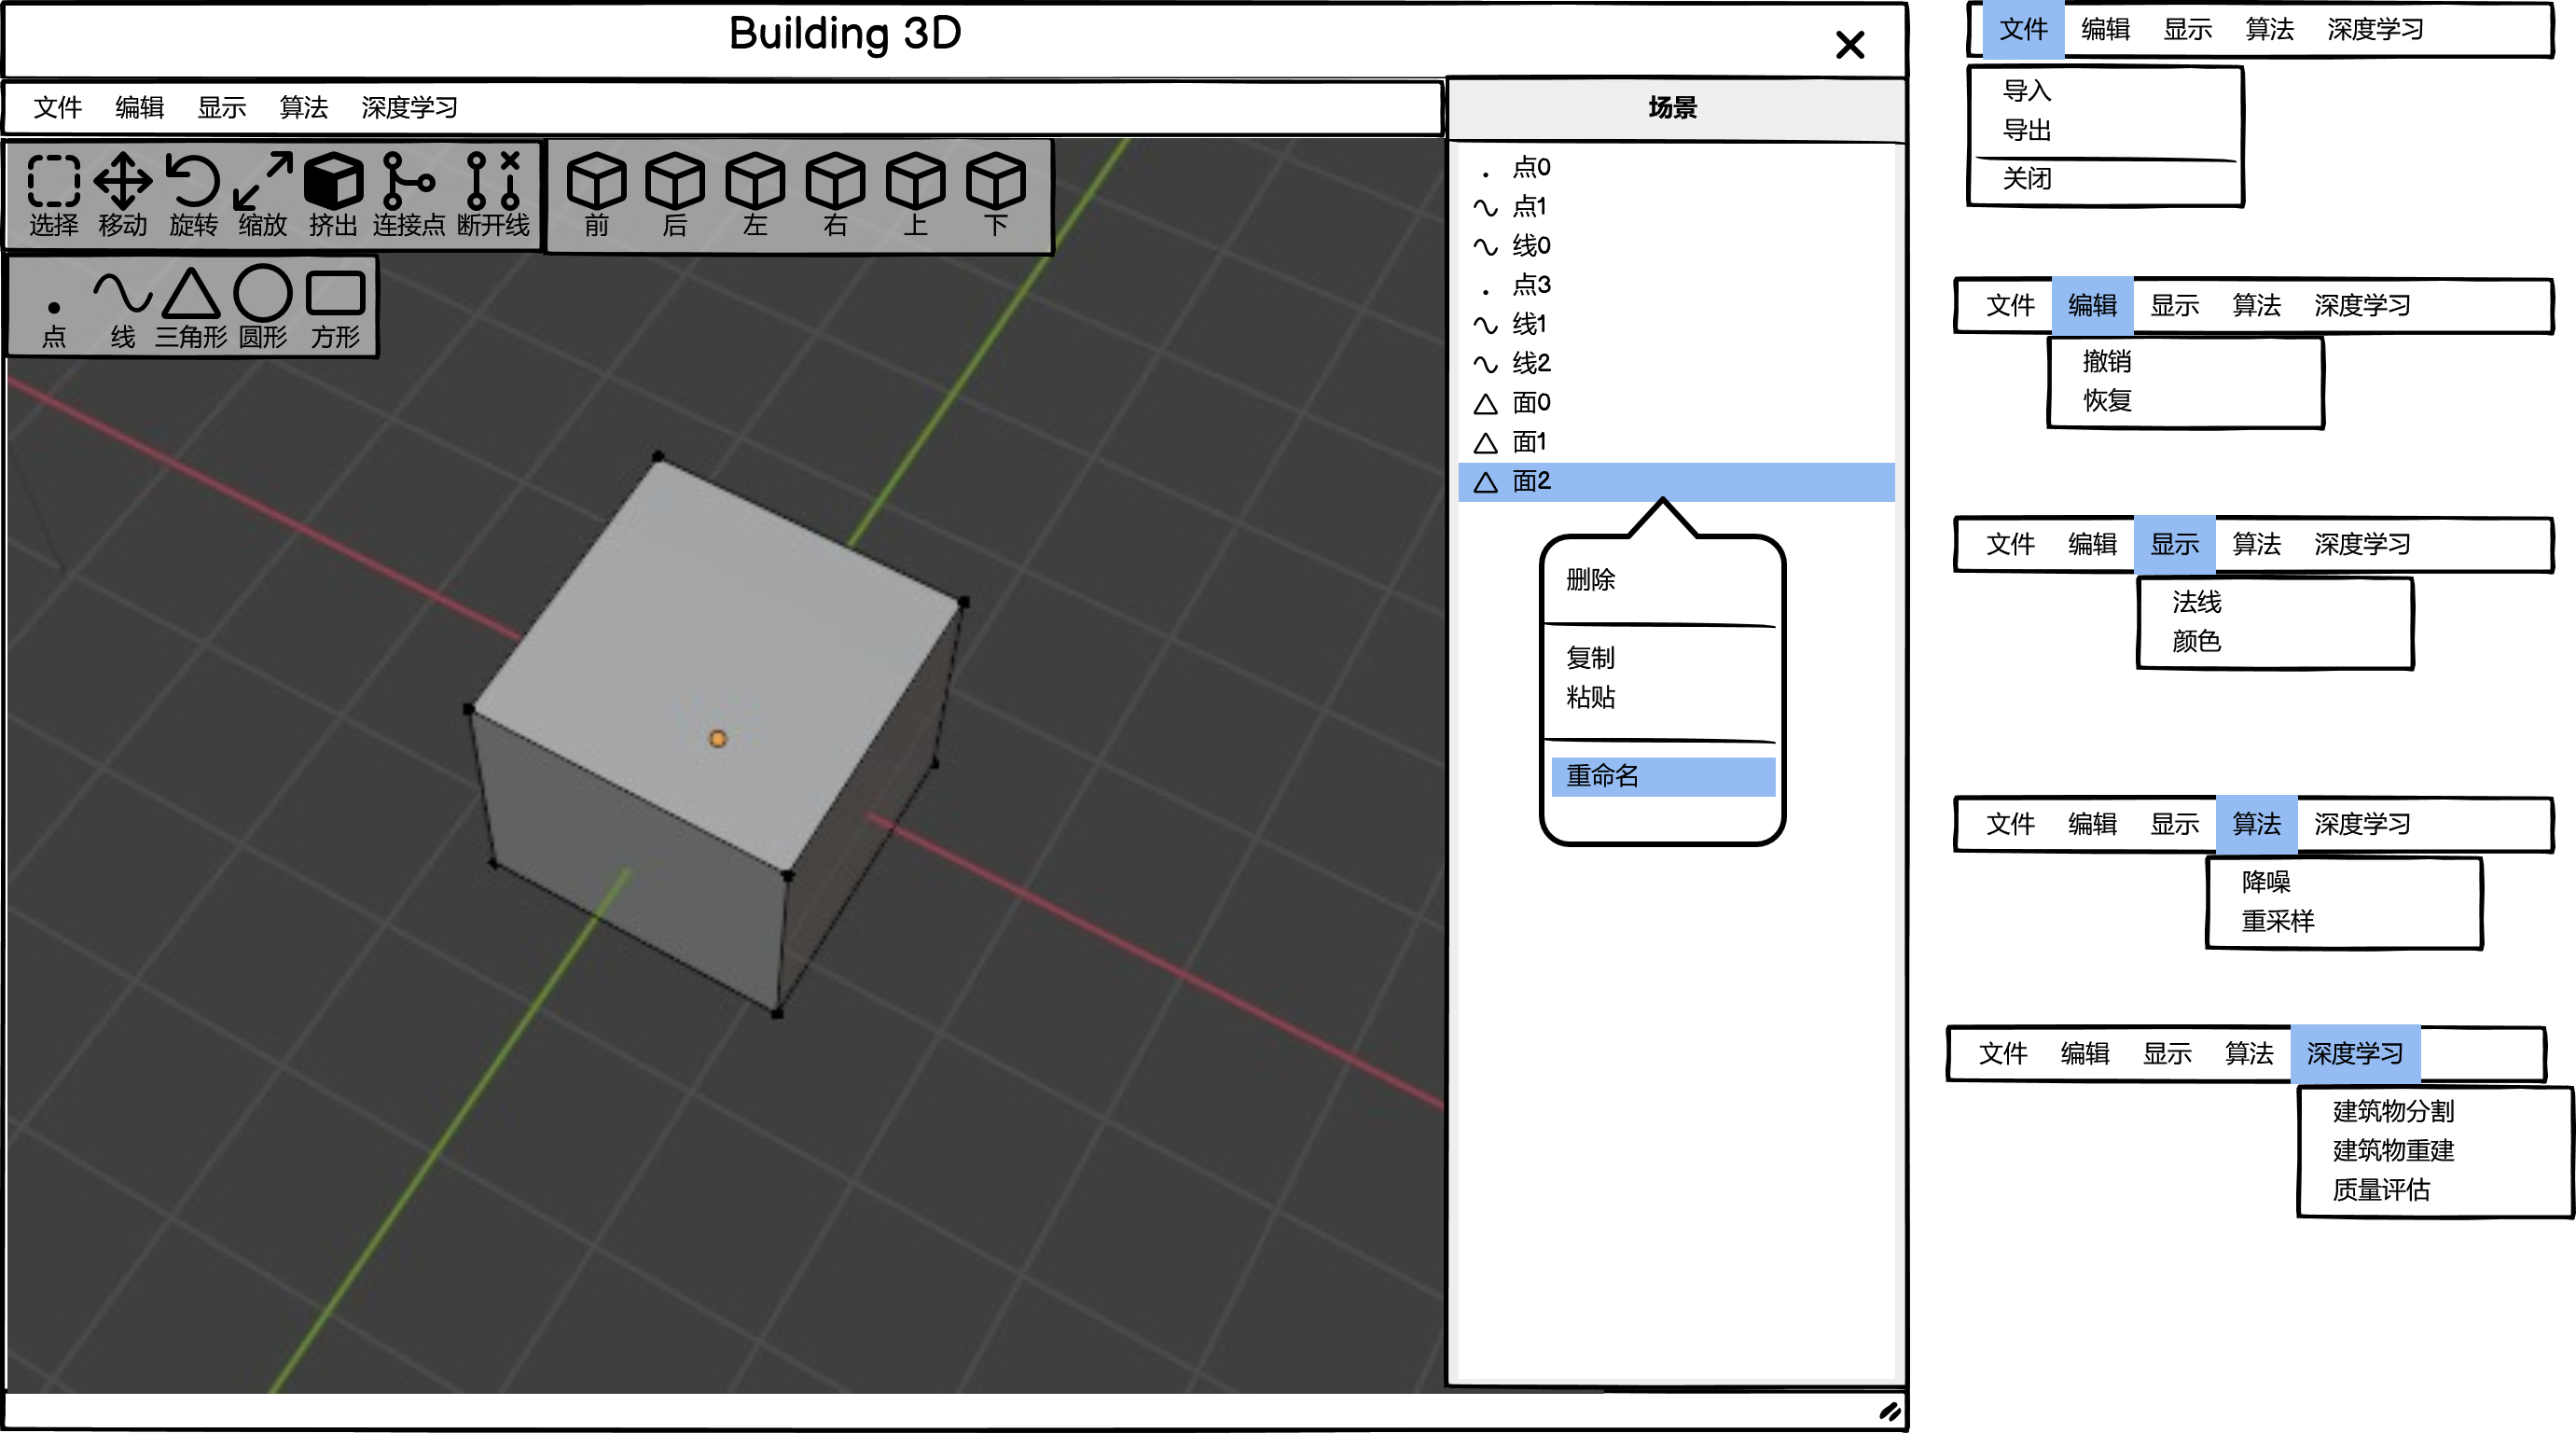 Building 3D
文件 编辑 显示 算法 深度学习
场景
选择 移动 旋转 缩放 挤出 连接点 断开线
前 后 左 右 上 下
点 线 三角形 圆形 方形
点0
点1
线0
点3
线1
线2
面0
面1
面2
删除
复制
粘贴
重命名
文件 编辑 显示 算法 深度学习
导入
导出
关闭
文件 编辑 显示 算法 深度学习
撤销
恢复
文件 编辑 显示 算法 深度学习
法线
颜色
文件 编辑 显示 算法 深度学习
降噪
重采样
文件 编辑 显示 算法 深度学习
建筑物分割
建筑物重建
质量评估